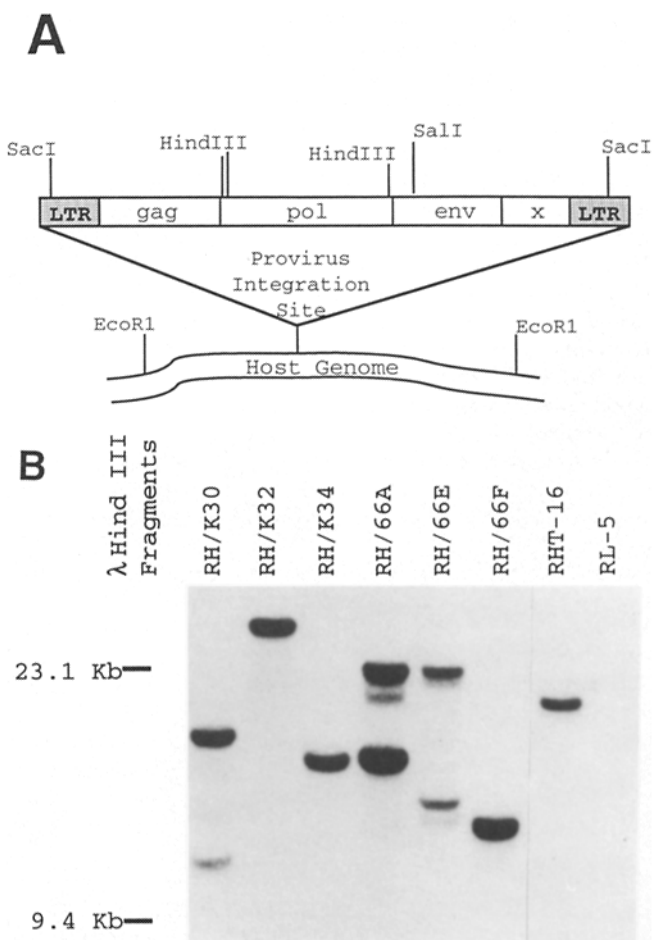 A
SacI
HindIII
HindIII
SalI
SacI
LTR
gag
pol
env
x
LTR
Provirus
Integration
Site
EcoR1
EcoR1
Host Genome
B
λ Hind III
Fragments
RH/K30
RH/K32
RH/K34
RH/66A
RH/66E
RH/66F
RHT-16
RL-5
23.1 Kb
9.4 Kb